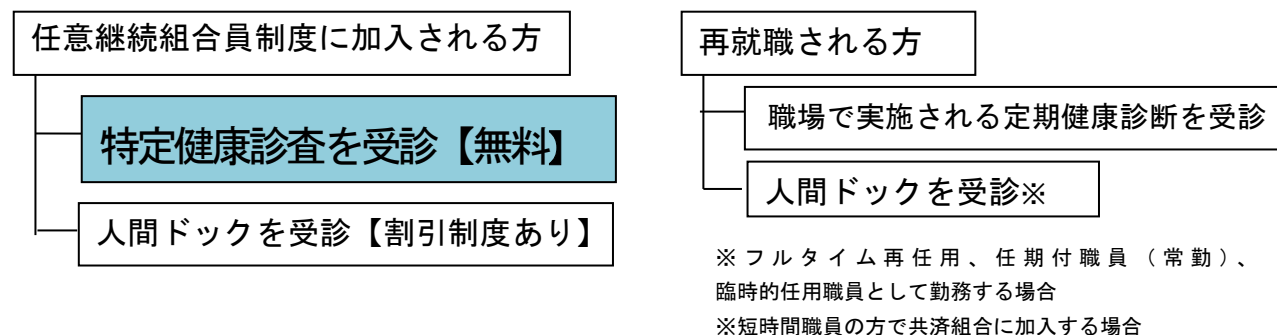 任意継続組合員制度に加入される方
特定健康診査を受診【無料】
人間ドックを受診【割引制度あり】
再就職される方
職場で実施される定期健康診断を受診
人間ドックを受診※
※フルタイム再任用、任期付職員（常勤）、
臨時的任用職員として勤務する場合
※短時間職員の方で共済組合に加入する場合